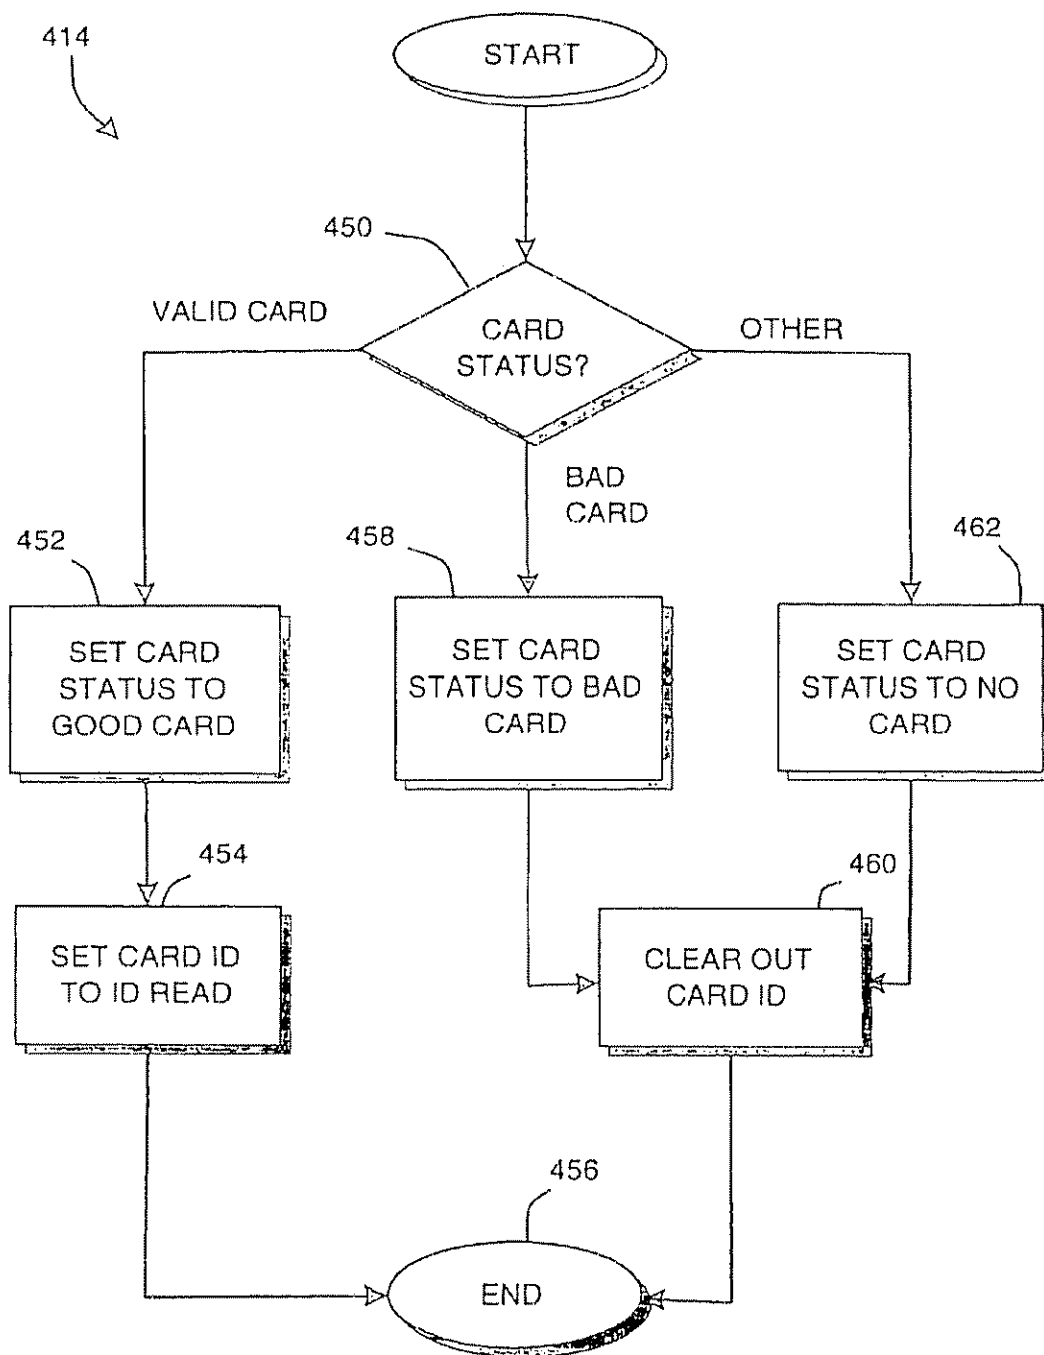 414
START
450
VALID CARD
CARD
STATUS?
OTHER
BAD
CARD
452
458
462
SET CARD
STATUS TO
GOOD CARD
SET CARD
STATUS TO BAD
CARD
SET CARD
STATUS TO NO
CARD
454
460
SET CARD ID
TO ID READ
CLEAR OUT
CARD ID
456
END